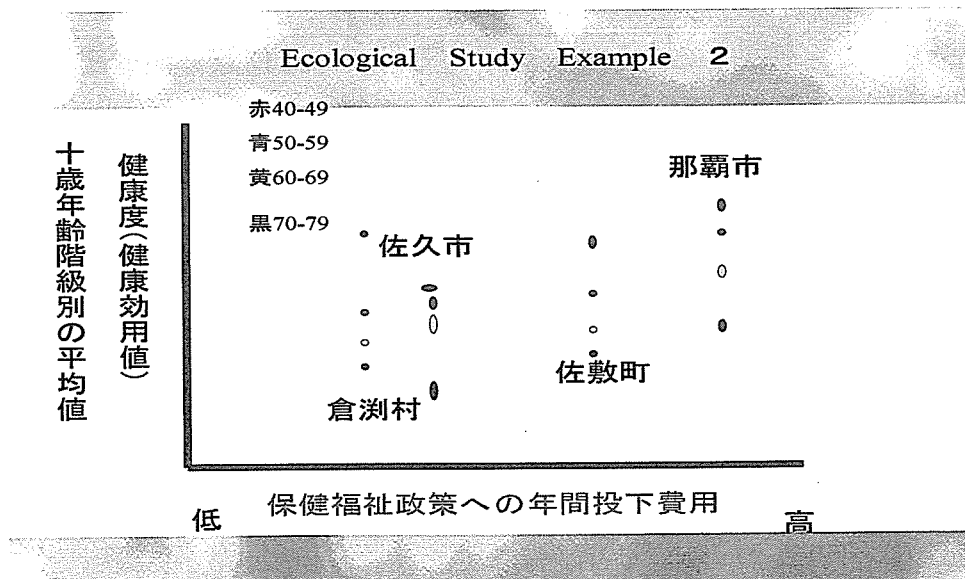 Ecological Study Example 2
赤40-49
青50-59
黄60-69
黒70-79
十歳年齢階級別の平均値
健康度(健康効用値)
那覇市
佐久市
佐敷町
倉渕村
保健福祉政策への年間投下費用
低
高